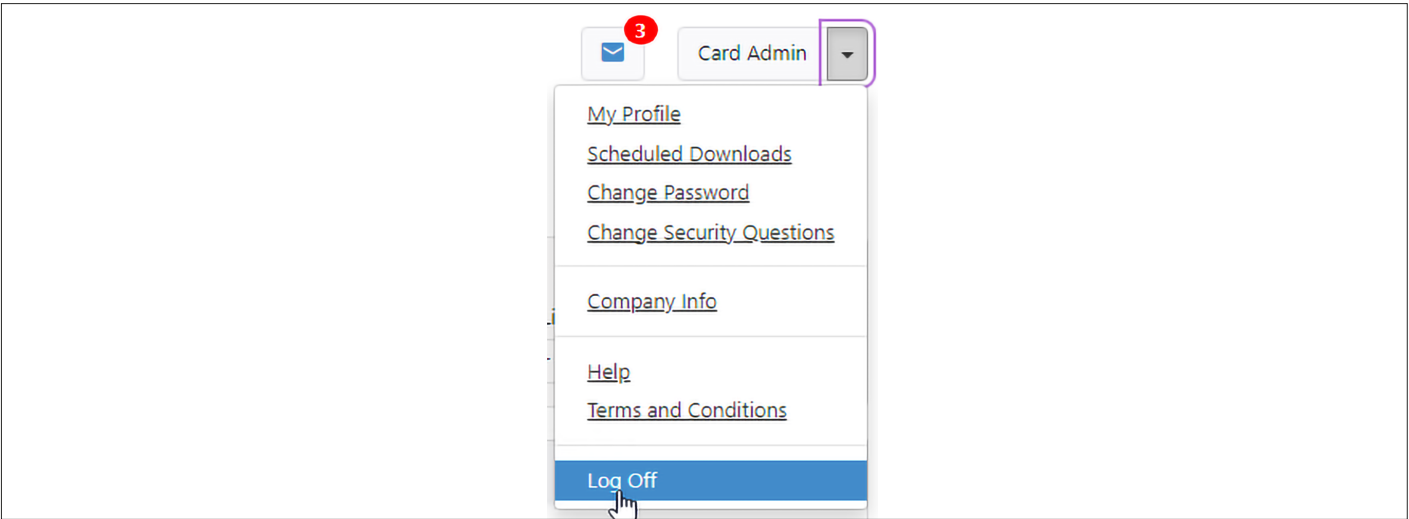 3
Card Admin
My Profile
Scheduled Downloads
Change Password
Change Security Questions
Company Info
Help
Terms and Conditions
Log Off